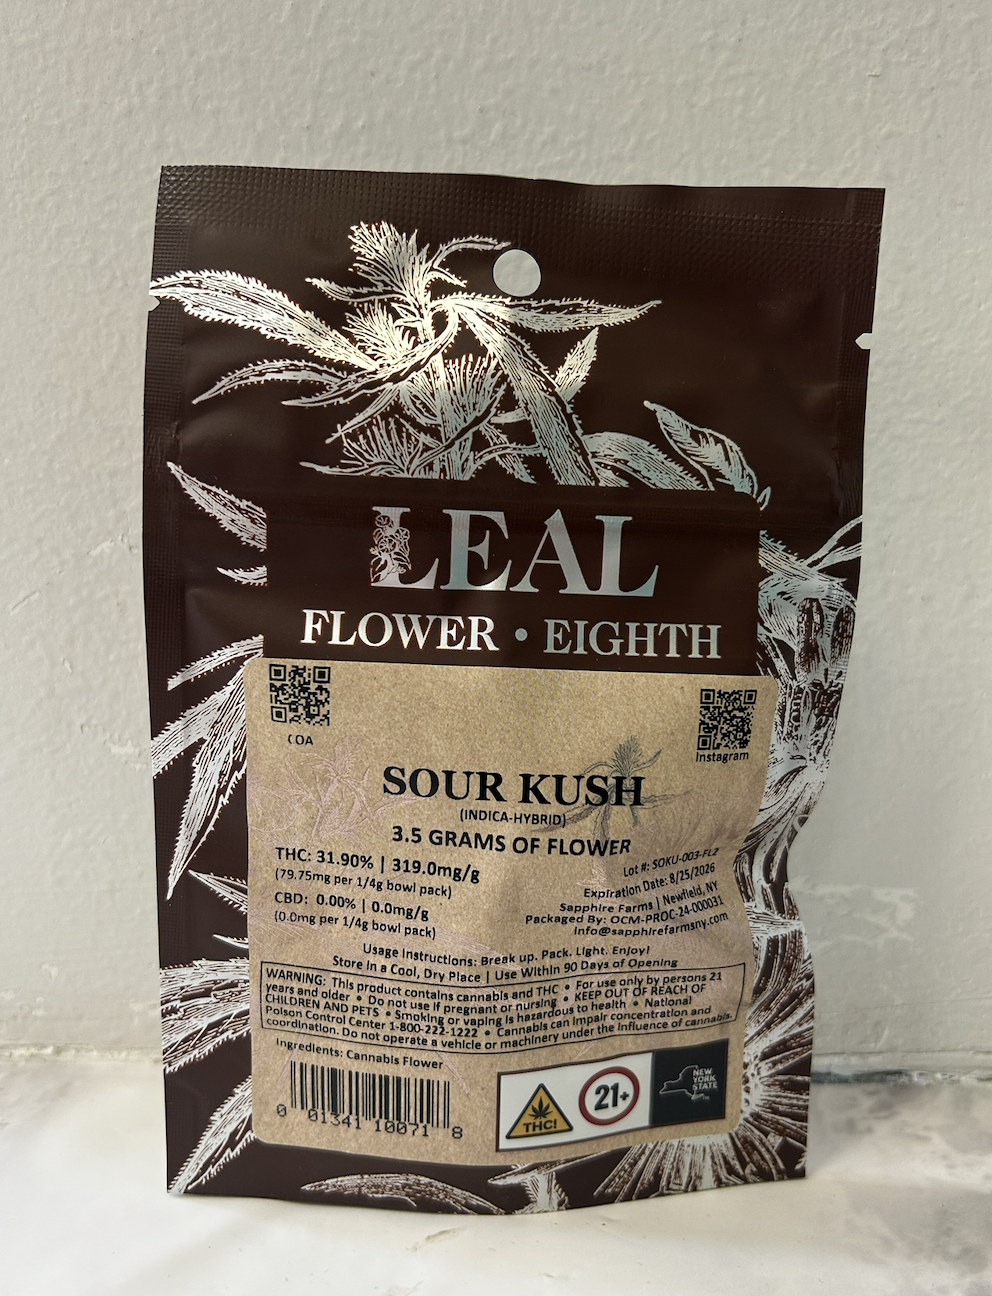 LEAL
FLOWER • EIGHTH
COA
Instagram
SOUR KUSH
(INDICA-HYBRID)
3.5 GRAMS OF FLOWER
THC: 31.90% | 319.0mg/g
(79.75mg per 1/4g bowl pack)
CBD: 0.00% | 0.0mg/g
(0.0mg per 1/4g bowl pack)
Lot #: SOKU-003-FL2
Expiration Date: 8/25/2026
Sapphire Farms | Newfield, NY
Packaged By: OCM-PROC-24-000031
info@sapphirefarmsny.com
Usage Instructions: Break up. Pack. Light. Enjoy!
Store in a Cool, Dry Place | Use Within 90 Days of Opening
WARNING: This product contains cannabis and THC • For use only by persons 21
years and older • Do not use if pregnant or nursing • KEEP OUT OF REACH OF
CHILDREN AND PETS • Smoking or vaping is hazardous to health • National
Poison Control Center 1-800-222-1222 • Cannabis can impair concentration and
coordination. Do not operate a vehicle or machinery under the influence of cannabis.
Ingredients: Cannabis Flower
0 01341 10071 8
THC!
21+
NEW
YORK
STATE